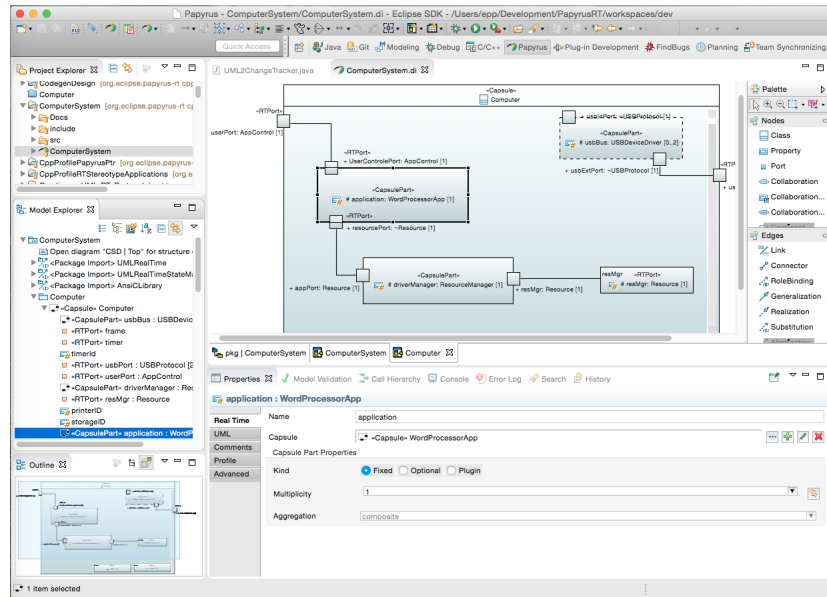 Papyrus - ComputerSystem/ComputerSystem.di - Eclipse SDK - /Users/app/Development/PapyrusRT/workspaces/dev
Quick Access
Java
Git
Modeling
Debug
C/C++
Papyrus
Plug-in Development
FindBugs
Planning
Team Synchronizing
Project Explorer
CodegenDesign [org.eclipse.papyrus-rt cpp
Computer
ComputerSystem [org.eclipse.papyrus-rt c
Docs
include
src
ComputerSystem
CppProfilePapyrusPtr [org.eclipse.papyrus-
CppProfileRTStereotypeApplications [org.e
Model Explorer
ComputerSystem
Open diagram "CSD | Top" for structure
<Package Import> UMLRealTime
<Package Import> UMLRealTimeStateMa
<Package Import> AnsiCLibrary
Computer
«Capsule» Computer
«CapsulePart» usbBus : USBDevic
«RTPort» frame
«RTPort» timer
timerId
«RTPort» usbPort : USBProtocol [2
«RTPort» userPort : AppControl
«CapsulePart» driverManager : Res
«RTPort» resMgr : Resource
printerID
storageID
«CapsulePart» application : WordP
Outline
1 item selected
UML2ChangeTracker.java
ComputerSystem.di
«Capsule»
Computer
«RTPort»
userPort: AppControl [1]
«RTPort»
+ UserControlePort: AppControl [1]
«CapsulePart»
# application: WordProcessorApp [1]
«RTPort»
+ resourcePort: ~Resource [1]
+ usbIsPort: ~USBProtocol [1]
«CapsulePart»
# usbBus: USBDeviceDriver [0..2]
+ usbExtPort: ~USBProtocol [1]
«RTP
+ us
«CapsulePart»
# driverManager: ResourceManager [1]
+ appPort: Resource [1]
+ resMgr: Resource [1]
resMgr
«RTPort»
# resMgr: Resource [1]
Palette
Nodes
Class
Property
Port
Collaboration
Collaboration...
Collaboration...
Edges
Link
Connector
RoleBinding
Generalization
Realization
Substitution
pkg | ComputerSystem
ComputerSystem
Computer
Properties
Model Validation
Call Hierarchy
Console
Error Log
Search
History
application : WordProcessorApp
Real Time
UML
Comments
Profile
Advanced
Name
application
Capsule
«Capsule» WordProcessorApp
Capsule Part Properties
Kind
Fixed
Optional
Plugin
Multiplicity
1
Aggregation
composite